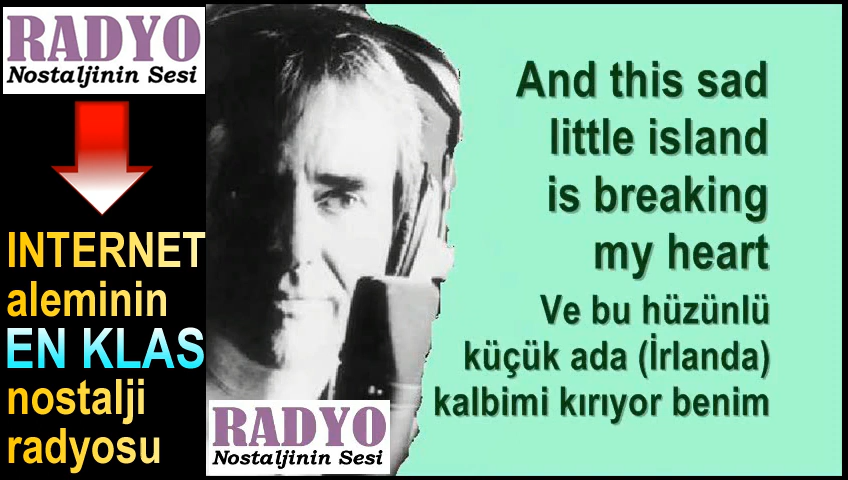 RADYO
Nostaljinin Sesi
INTERNET
aleminin
EN KLAS
nostalji
radyosu
And this sad
little island
is breaking
my heart
Ve bu hüzünlü
küçük ada (İrlanda)
kalbimi kırıyor benim
RADYO
Nostaljinin Sesi